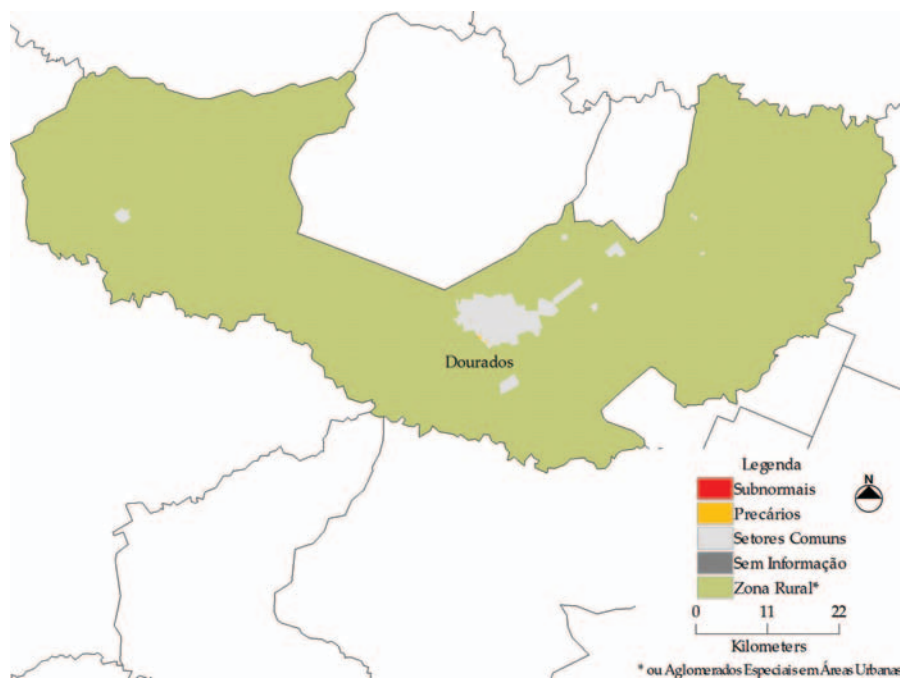 Dourados
Legenda
N
Subnormais
Precários
Setores Comuns
Sem Informação
Zona Rural*
0 11 22
Kilometers
* ou Aglomerados Especiais em Áreas Urbanas